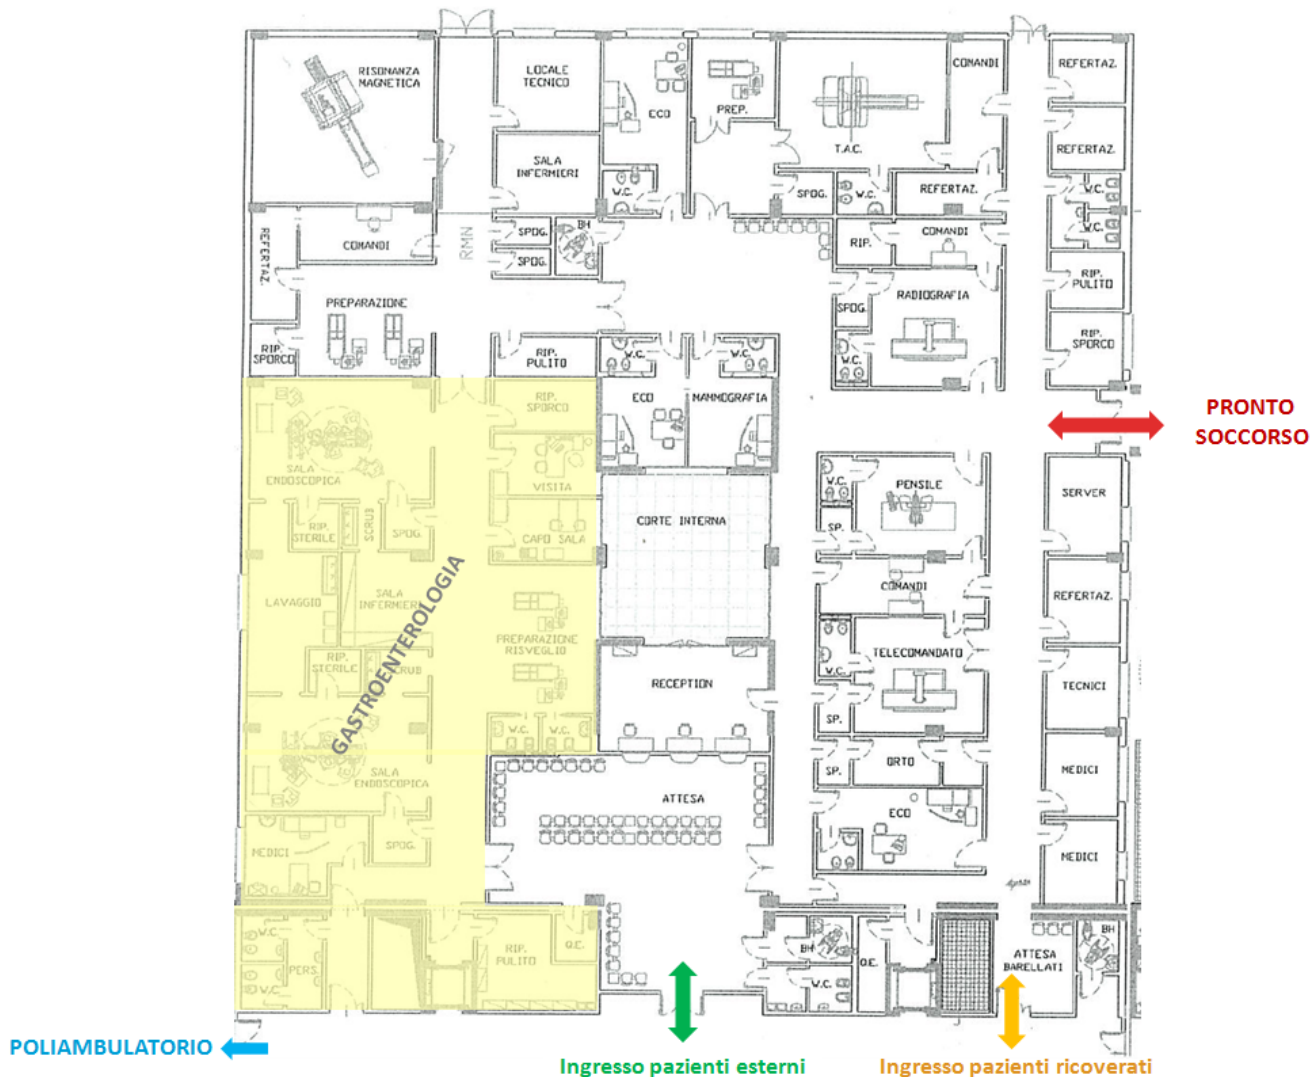 RISONANZA
MAGNETICA
LOCALE
TECNICO
ECO
PREP.
T.A.C.
COMANDI
REFERTAZ.
REFERTAZ.
SALA
INFERMIERI
W.C.
SPOG.
W.C.
REFERTAZ.
W.C.
W.C.
REFERTAZ.
COMANDI
RMN
SPOG.
SPOG.
BH
RIP.
COMANDI
RIP.
PULITO
PREPARAZIONE
SPOG.
RADIOGRAFIA
RIP.
SPORCO
RIP.
SPORCO
RIP.
PULITO
W.C.
W.C.
W.C.
ECO
MAMMOGRAFIA
RIP.
SPORCO
PRONTO
SOCCORSO
SALA
ENDOSCOPICA
VISITA
W.C.
PENSILE
SERVER
RIP.
STERILE
SCRUB
SPOG.
CAPO SALA
CORTE INTERNA
SP.
COMANDI
LAVAGGIO
SALA
INFERMIERI
REFERTAZ.
GASTROENTEROLOGIA
PREPARAZIONE
RISVEGLIO
RIP.
STERILE
SCRUB
RECEPTION
W.C.
TELECOMANDATO
TECNICI
W.C.
W.C.
SP.
SALA
ENDOSCOPICA
ATTESA
SP.
ORTO
MEDICI
ECO
MEDICI
SPOG.
MEDICI
W.C.
PERS.
W.C.
RIP.
PULITO
Q.E.
BH
W.C.
Q.E.
ATTESA
BARELLATI
BH
POLIAMBULATORIO
Ingresso pazienti esterni
Ingresso pazienti ricoverati